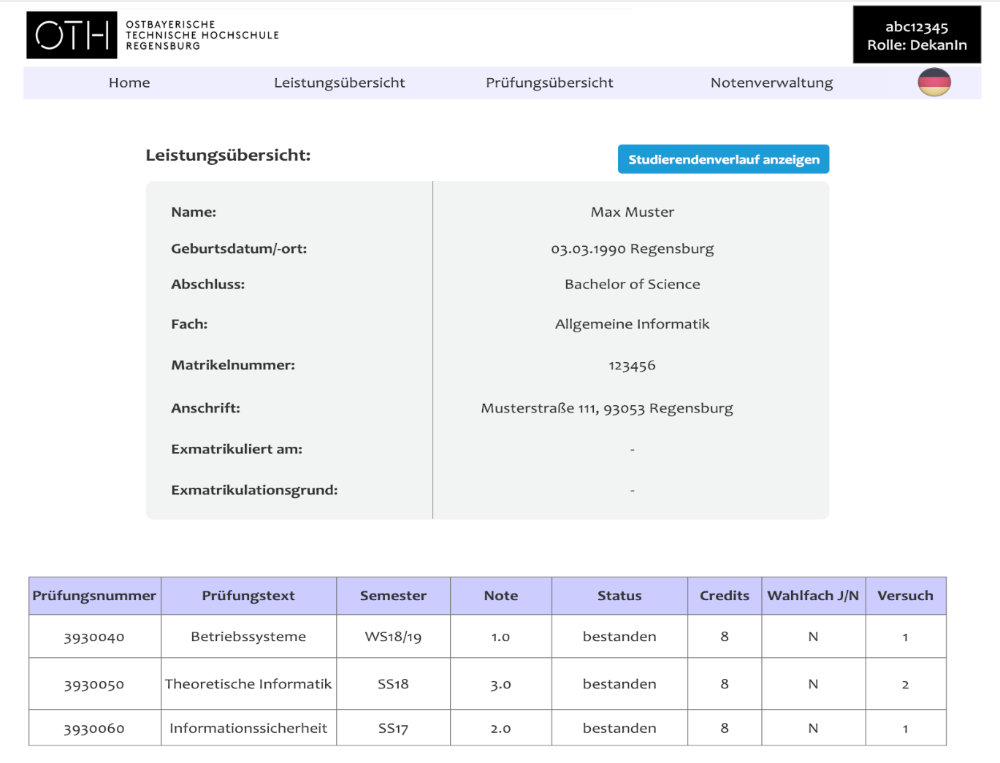 OTH
OSTBAYERISCHE
TECHNISCHE HOCHSCHULE
REGENSBURG
abc12345
Rolle: DekanIn
Home Leistungsübersicht Prüfungsübersicht Notenverwaltung
Leistungsübersicht:
Studierendenverlauf anzeigen
Name: Max Muster
Geburtsdatum/-ort: 03.03.1990 Regensburg
Abschluss: Bachelor of Science
Fach: Allgemeine Informatik
Matrikelnummer: 123456
Anschrift: Musterstraße 111, 93053 Regensburg
Exmatrikuliert am: -
Exmatrikulationsgrund: -
Prüfungsnummer Prüfungstext Semester Note Status Credits Wahlfach J/N Versuch
3930040 Betriebssysteme WS18/19 1.0 bestanden 8 N 1
3930050 Theoretische Informatik SS18 3.0 bestanden 8 N 2
3930060 Informationssicherheit SS17 2.0 bestanden 8 N 1